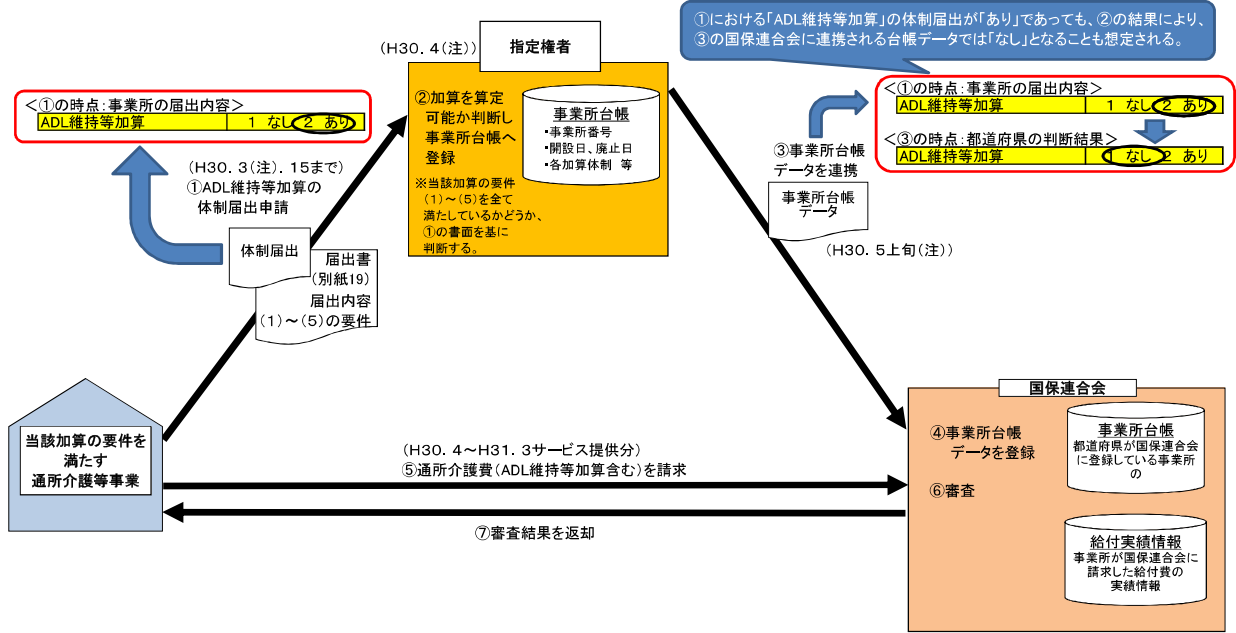 ①における「ADL維持等加算」の体制届出が「あり」であっても、②の結果により、
③の国保連合会に連携される台帳データでは「なし」となることも想定される。
(H30.4(注))
指定権者
②加算を算定
可能か判断し
事業所台帳へ
登録
※当該加算の要件
(1)~(5)を全て
満たしているかどうか、
①の書面を基に
判断する。
事業所台帳
・事業所番号
・開設日、廃止日
・各加算体制 等
<①の時点:事業所の届出内容>
ADL維持等加算 1 なし 2 あり
(H30.3(注).15まで)
①ADL維持等加算の
体制届出申請
体制届出
届出書
(別紙19)
届出内容
(1)~(5)の要件
<①の時点:事業所の届出内容>
ADL維持等加算 1 なし 2 あり
<③の時点:都道府県の判断結果>
ADL維持等加算 1 なし 2 あり
③事業所台帳
データを連携
事業所台帳
データ
(H30.5上旬(注))
当該加算の要件を
満たす
通所介護等事業
(H30.4~H31.3サービス提供分)
⑤通所介護費(ADL維持等加算含む)を請求
⑦審査結果を返却
国保連合会
④事業所台帳
データを登録
⑥審査
事業所台帳
都道府県が国保連合会
に登録している事業所
の
給付実績情報
事業所が国保連合会に
請求した給付費の
実績情報